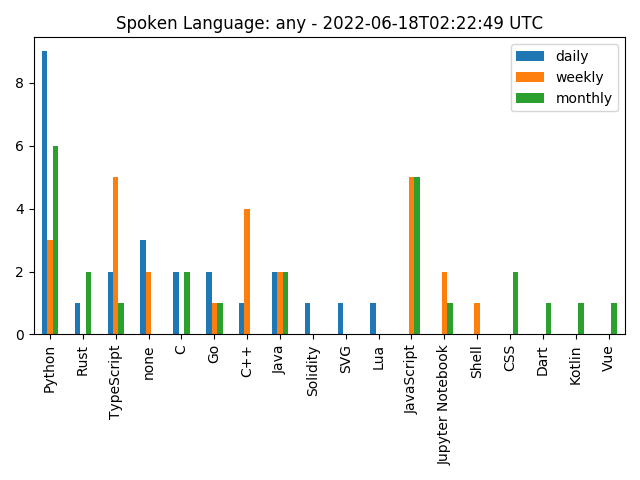 Spoken Language: any - 2022-06-18T02:22:49 UTC
daily
weekly
monthly
8
6
4
2
0
Python
Rust
TypeScript
none
C
Go
C++
Java
Solidity
SVG
Lua
JavaScript
Jupyter Notebook
Shell
CSS
Dart
Kotlin
Vue